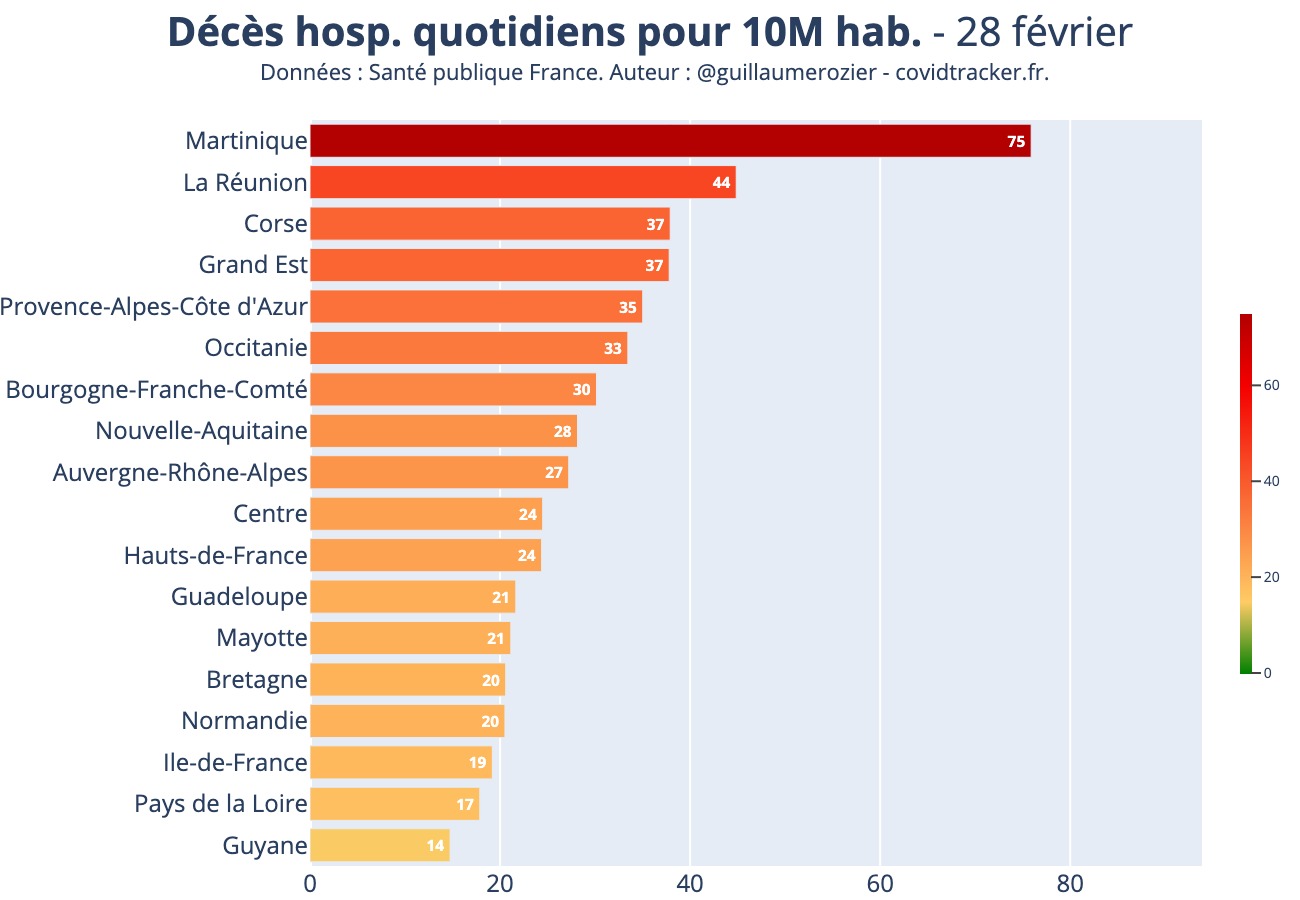 Décès hosp. quotidiens pour 10M hab. - 28 février
Données : Santé publique France. Auteur : @guillaumerozier - covidtracker.fr.
Martinique 75
La Réunion 44
Corse 37
Grand Est 37
Provence-Alpes-Côte d'Azur 35
Occitanie 33
Bourgogne-Franche-Comté 30
Nouvelle-Aquitaine 28
Auvergne-Rhône-Alpes 27
Centre 24
Hauts-de-France 24
Guadeloupe 21
Mayotte 21
Bretagne 20
Normandie 20
Ile-de-France 19
Pays de la Loire 17
Guyane 14
0 20 40 60 80
60
40
20
0